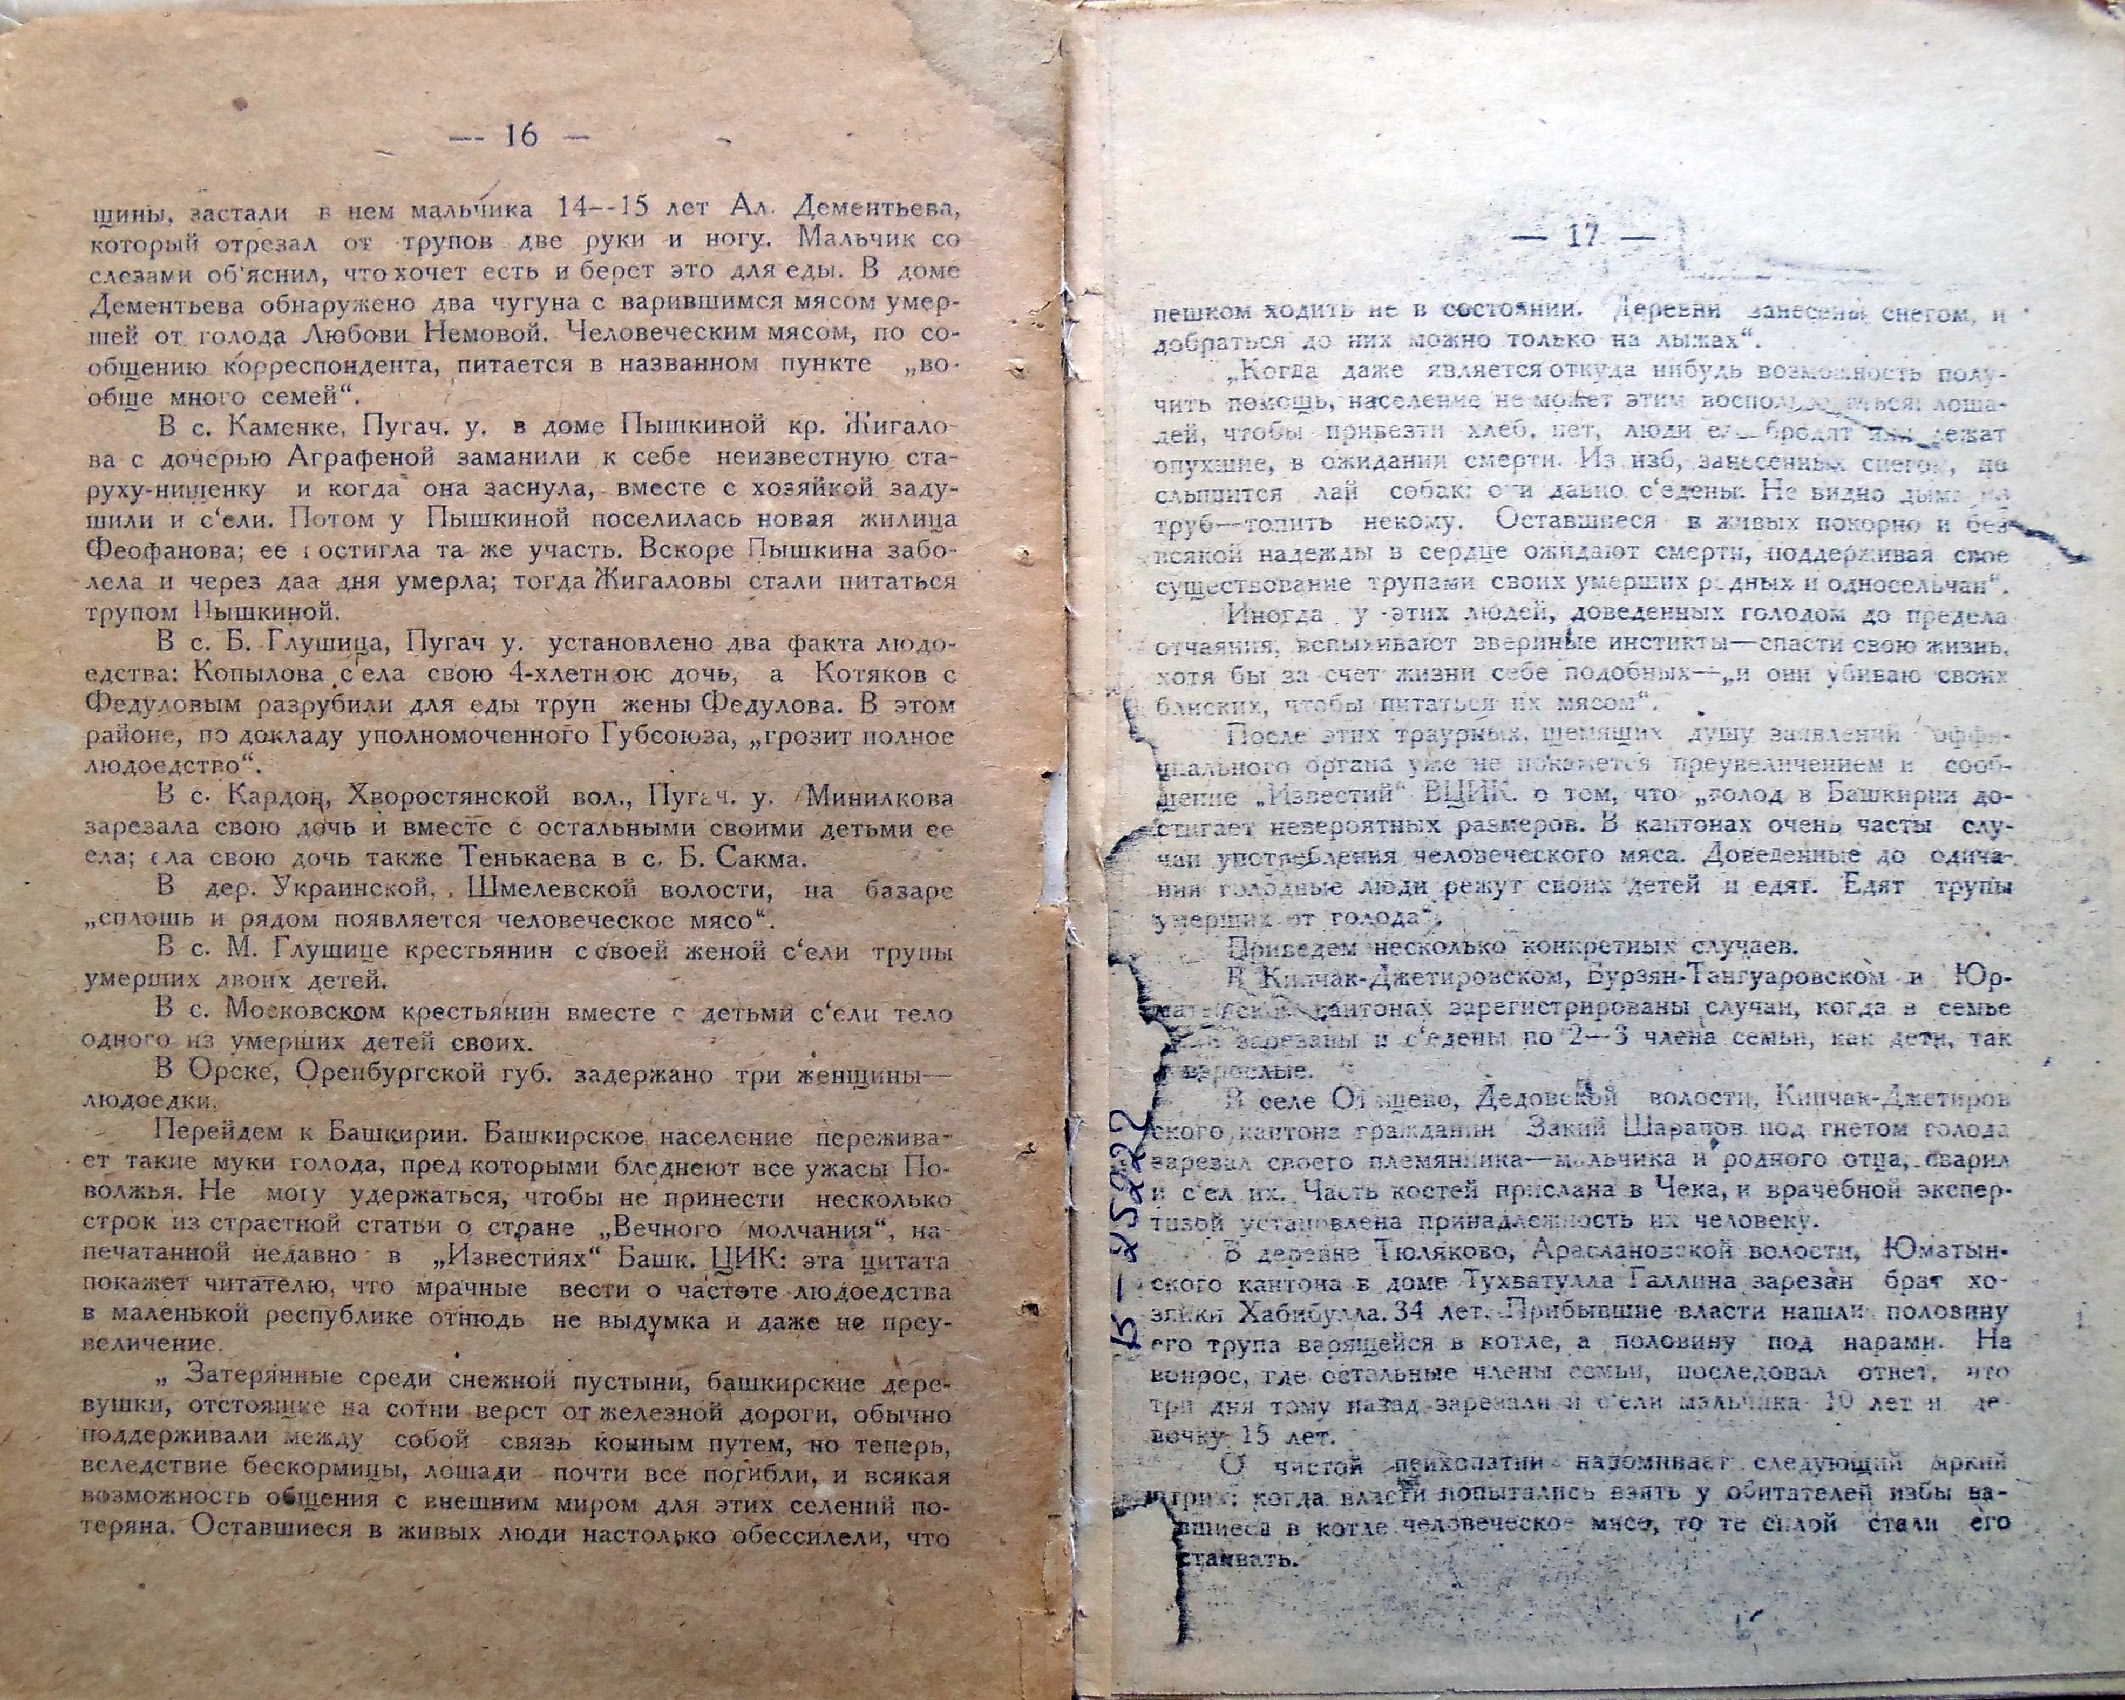 — 16 —
щины, застали в нем мальчика 14--15 лет Ал. Дементьева,
который отрезал от трупов две руки и ногу. Мальчик со
слезами об'яснил, что хочет есть и берет это для еды. В доме
Дементьева обнаружено два чугуна с варившимся мясом умер-
шей от голода Любови Немовой. Человеческим мясом, по со-
общению корреспондента, питается в названном пункте „во-
обще много семей“.
В с. Каменке, Пугач. у. в доме Пышкиной кр. Жигало-
ва с дочерью Аграфеной заманили к себе неизвестную ста-
руху-нищенку и когда она заснула, вместе с хозяйкой заду-
шили и с‘ели. Потом у Пышкиной поселилась новая жилица
Феофанова; ее постигла та же участь. Вскоре Пышкина забо-
лела и через два дня умерла; тогда Жигаловы стали питаться
трупом Пышкиной.
В с. Б. Глушица, Пугач у. установлено два факта людо-
едства: Копылова с'ела свою 4-хлетнюю дочь, а Котяков с
Федуловым разрубили для еды труп жены Федулова. В этом
районе, по докладу уполномоченного Губсоюза, „грозит полное
людоедство“.
В с. Кардон, Хворостянской вол., Пугач. у. Минилкова
зарезала свою дочь и вместе с остальными своими детьми ее
ела; ела свою дочь также Тенькаева в с. Б. Сакма.
В дер. Украинской, Шмелевской волости, на базаре
„сплошь и рядом появляется человеческое мясо“.
В с. М. Глушице крестьянин с своей женой с‘ели трупы
умерших двоих детей.
В с. Московском крестьянин вместе с детьми с‘ели тело
одного из умерших детей своих.
В Орске, Оренбургской губ. задержано три женщины—
людоедки.
Перейдем к Башкирии. Башкирское население пережива-
ет такие муки голода, пред которыми бледнеют все ужасы По-
волжья. Не могу удержаться, чтобы не принести несколько
строк из страстной статьи о стране „Вечного молчания“, на-
печатанной недавно в „Известиях“ Башк. ЦИК: эта цитата
покажет читателю, что мрачные вести о частоте людоедства
в маленькой республике отнюдь не выдумка и даже не преу-
величение.
„ Затерянные среди снежной пустыни, башкирские дере-
вушки, отстоящие на сотни верст от железной дороги, обычно
поддерживали между собой связь конным путем, но теперь,
вследствие бескормицы, лошади почти все погибли, и всякая
возможность общения с внешним миром для этих селений по-
теряна. Оставшиеся в живых люди настолько обессилели, что
— 17 —
пешком ходить не в состоянии. Деревни занесены снегом, и
добраться до них можно только на лыжах“.
„Когда даже является откуда нибудь возможность полу-
чить помощь, население не может этим воспользоваться: лоша-
дей, чтобы привезти хлеб, нет, люди бродят или лежат
опухшие, в ожидании смерти. Из изб, занесенных снегом, не
слышится лай собак: они давно с‘едены. Не видно дыма из
труб—топить некому. Оставшиеся в живых покорно и без
всякой надежды в сердце ожидают смерти, поддерживая свое
существование трупами своих умерших родных и односельчан“.
Иногда у этих людей, доведенных голодом до предела
отчаяния, вспыхивают звериные инстикты—спасти свою жизнь,
хотя бы за счет жизни себе подобных—„и они убиваю своих
близких, чтобы питаться их мясом“.
После этих траурных, щемящих душу заявлений оффи-
циального органа уже не покажется преувеличением и сооб-
щение „Известий“ ВЦИК. о том, что „голод в Башкирии до-
стигает невероятных размеров. В кантонах очень часты слу-
чаи употребления человеческого мяса. Доведенные до одича-
ния голодные люди режут своих детей и едят. Едят трупы
умерших от голода“.
Приведем несколько конкретных случаев.
В Кипчак-Джетировском, Бурзян-Тангуаровском и Юр-
кантонах зарегистрированы случаи, когда в семье
зарезаны и с‘едены по 2—3 члена семьи, как дети, так
взрослые.
В селе Дедовской волости, Кипчак-Джетиров
ского кантона гражданин Закий Шарапов под гнетом голода
зарезал своего племянника—мальчика и родного отца, сварил
и с‘ел их. Часть костей прислана в Чека, и врачебной экспер-
тизой установлена принадлежность их человеку.
В деревне Тюляково, Араслановской волости, Юматын-
ского кантона в доме Тухватулла Галлина зарезан брат хо-
зяйки Хабибулла. 34 лет. Прибывшие власти нашли половину
его трупа варящейся в котле, а половину под нарами. На
вопрос, где остальные члены семьи, последовал ответ, что
три дня тому назад зарезали и с‘ели мальчика 10 лет и де-
вочку 15 лет.
О чистой психопатии напоминает следующий яркий
штрих: когда власти попытались взять у обитателей избы ва-
вшиеся в котле человеческое мясо, то те силой стали его
стаивать.
В—25222